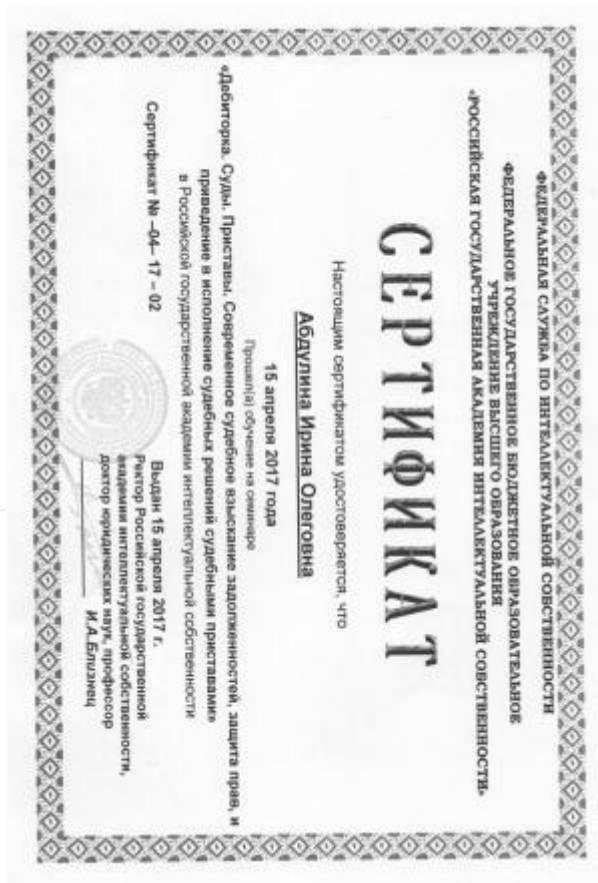 ФЕДЕРАЛЬНАЯ СЛУЖБА ПО ИНТЕЛЛЕКТУАЛЬНОЙ СОБСТВЕННОСТИ
ФЕДЕРАЛЬНОЕ ГОСУДАРСТВЕННОЕ БЮДЖЕТНОЕ ОБРАЗОВАТЕЛЬНОЕ
УЧРЕЖДЕНИЕ ВЫСШЕГО ОБРАЗОВАНИЯ
«РОССИЙСКАЯ ГОСУДАРСТВЕННАЯ АКАДЕМИЯ ИНТЕЛЛЕКТУАЛЬНОЙ СОБСТВЕННОСТИ»
СЕРТИФИКАТ
Настоящим сертификатом удостоверяется, что
Абдулина Ирина Олеговна
15 апреля 2017 года
Прошел(а) обучение на семинаре
«Дебиторка. Суды. Приставы. Современное судебное взыскание задолженностей, защита прав, и
приведение в исполнение судебных решений судебными приставами»
в Российской государственной академии интеллектуальной собственности
Сертификат № –04– 17 – 02
Выдан 15 апреля 2017 г.
Ректор Российской государственной
академии интеллектуальной собственности,
доктор юридических наук, профессор
И.А.Близнец